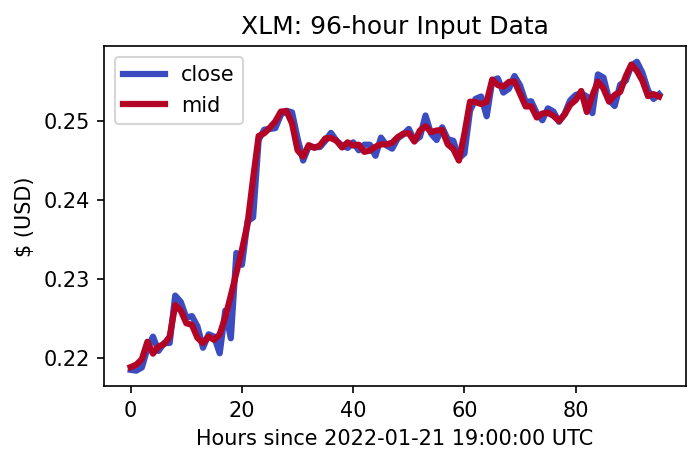 XLM: 96-hour Input Data
close
mid
0.25
0.24
0.23
0.22
$ (USD)
0 20 40 60 80
Hours since 2022-01-21 19:00:00 UTC